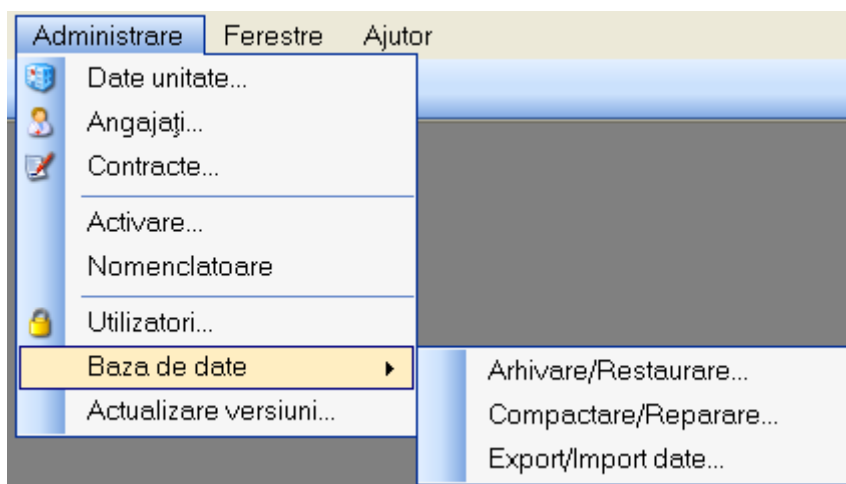 Administrare Ferestre Ajutor
Date unitate...
Angajaţi...
Contracte...
Activare...
Nomenclatoare
Utilizatori...
Baza de date
Arhivare/Restaurare...
Actualizare versiuni...
Compactare/Reparare...
Export/Import date...